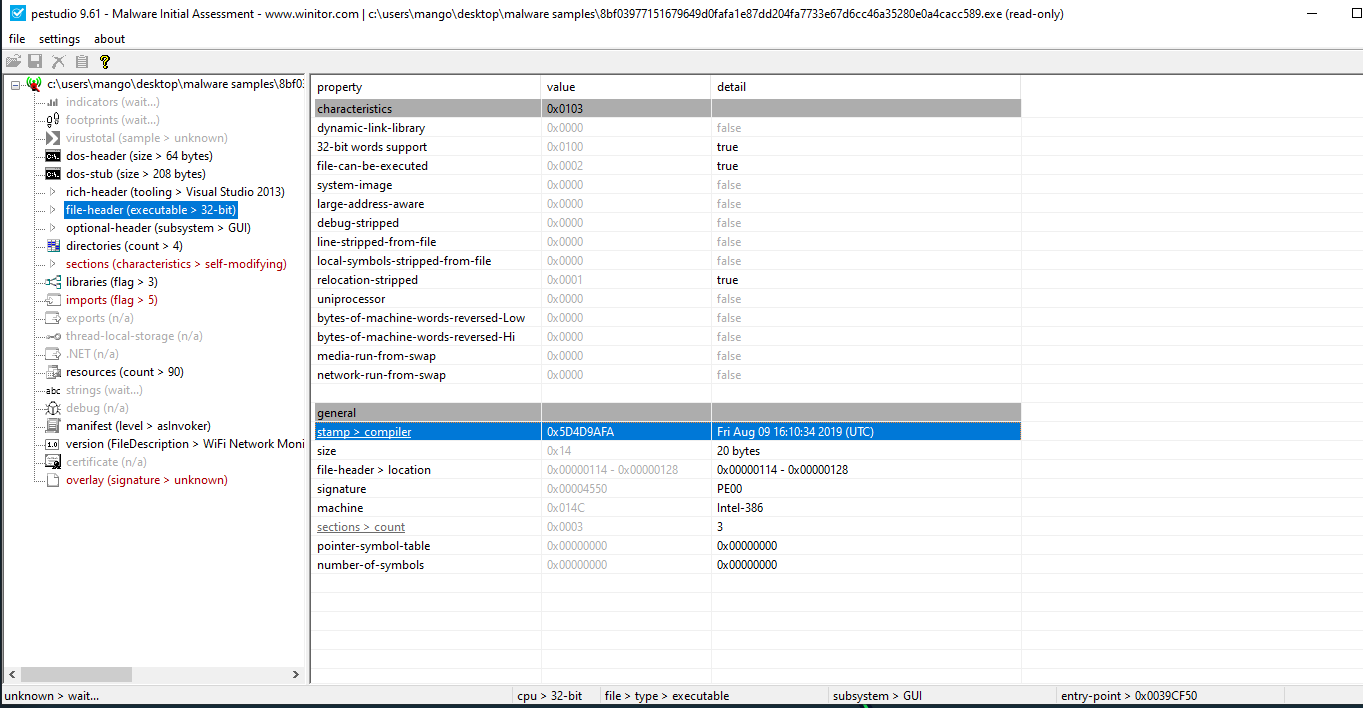 pestudio 9.61 - Malware Initial Assessment - www.winitor.com | c:\users\mango\desktop\malware samples\8bf03977151679649d0fafa1e87dd204fa7733e67d6cc46a35280e0a4cacc589.exe (read-only)
file settings about
c:\users\mango\desktop\malware samples\8bf03
indicators (wait...)
footprints (wait...)
virustotal (sample > unknown)
dos-header (size > 64 bytes)
dos-stub (size > 208 bytes)
rich-header (tooling > Visual Studio 2013)
file-header (executable > 32-bit)
optional-header (subsystem > GUI)
directories (count > 4)
sections (characteristics > self-modifying)
libraries (flag > 3)
imports (flag > 5)
exports (n/a)
thread-local-storage (n/a)
.NET (n/a)
resources (count > 90)
abc strings (wait...)
debug (n/a)
manifest (level > asInvoker)
1.0 version (FileDescription > WiFi Network Moni
certificate (n/a)
overlay (signature > unknown)
property value detail
characteristics 0x0103
dynamic-link-library 0x0000 false
32-bit words support 0x0100 true
file-can-be-executed 0x0002 true
system-image 0x0000 false
large-address-aware 0x0000 false
debug-stripped 0x0000 false
line-stripped-from-file 0x0000 false
local-symbols-stripped-from-file 0x0000 false
relocation-stripped 0x0001 true
uniprocessor 0x0000 false
bytes-of-machine-words-reversed-Low 0x0000 false
bytes-of-machine-words-reversed-Hi 0x0000 false
media-run-from-swap 0x0000 false
network-run-from-swap 0x0000 false
general
stamp > compiler 0x5D4D9AFA Fri Aug 09 16:10:34 2019 (UTC)
size 0x14 20 bytes
file-header > location 0x00000114 - 0x00000128 0x00000114 - 0x00000128
signature 0x00004550 PE00
machine 0x014C Intel-386
sections > count 0x0003 3
pointer-symbol-table 0x00000000 0x00000000
number-of-symbols 0x00000000 0x00000000
unknown > wait... cpu > 32-bit file > type > executable subsystem > GUI entry-point > 0x0039CF50